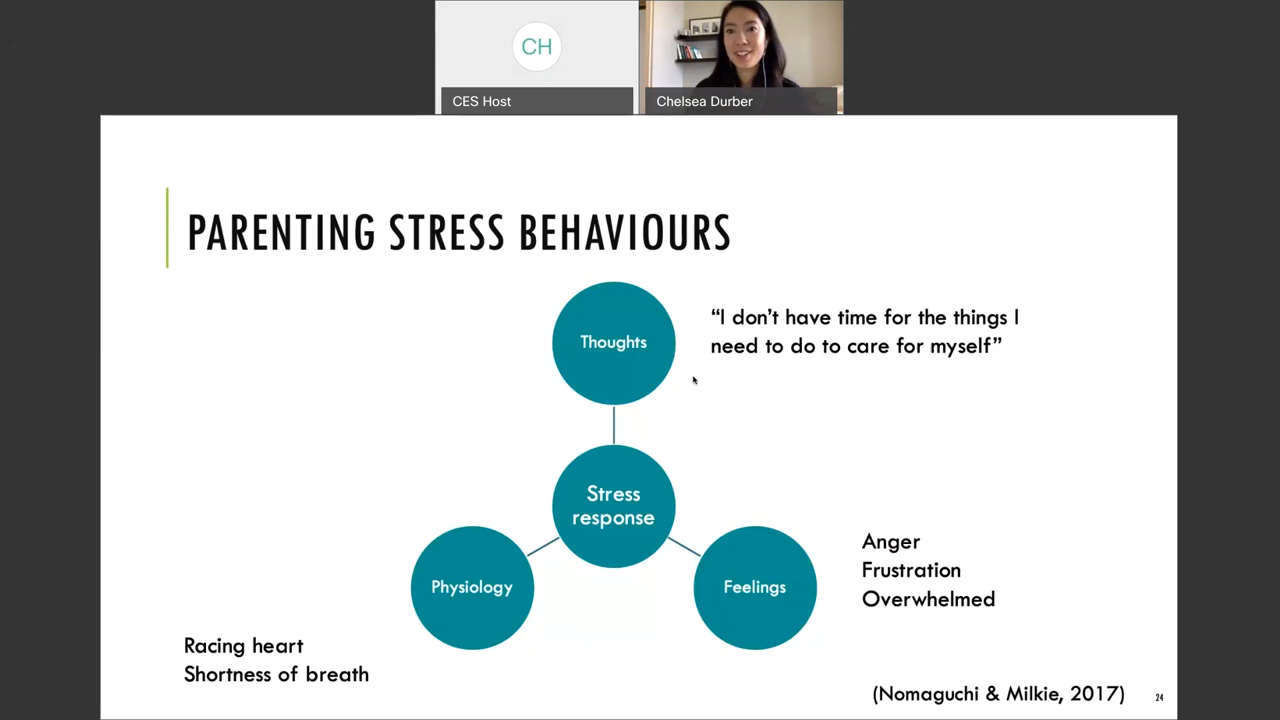 CH
CES Host
Chelsea Durber
PARENTING STRESS BEHAVIOURS
Thoughts
“I don’t have time for the things I
need to do to care for myself”
Stress
response
Physiology
Feelings
Anger
Frustration
Overwhelmed
Racing heart
Shortness of breath
(Nomaguchi & Milkie, 2017)
24